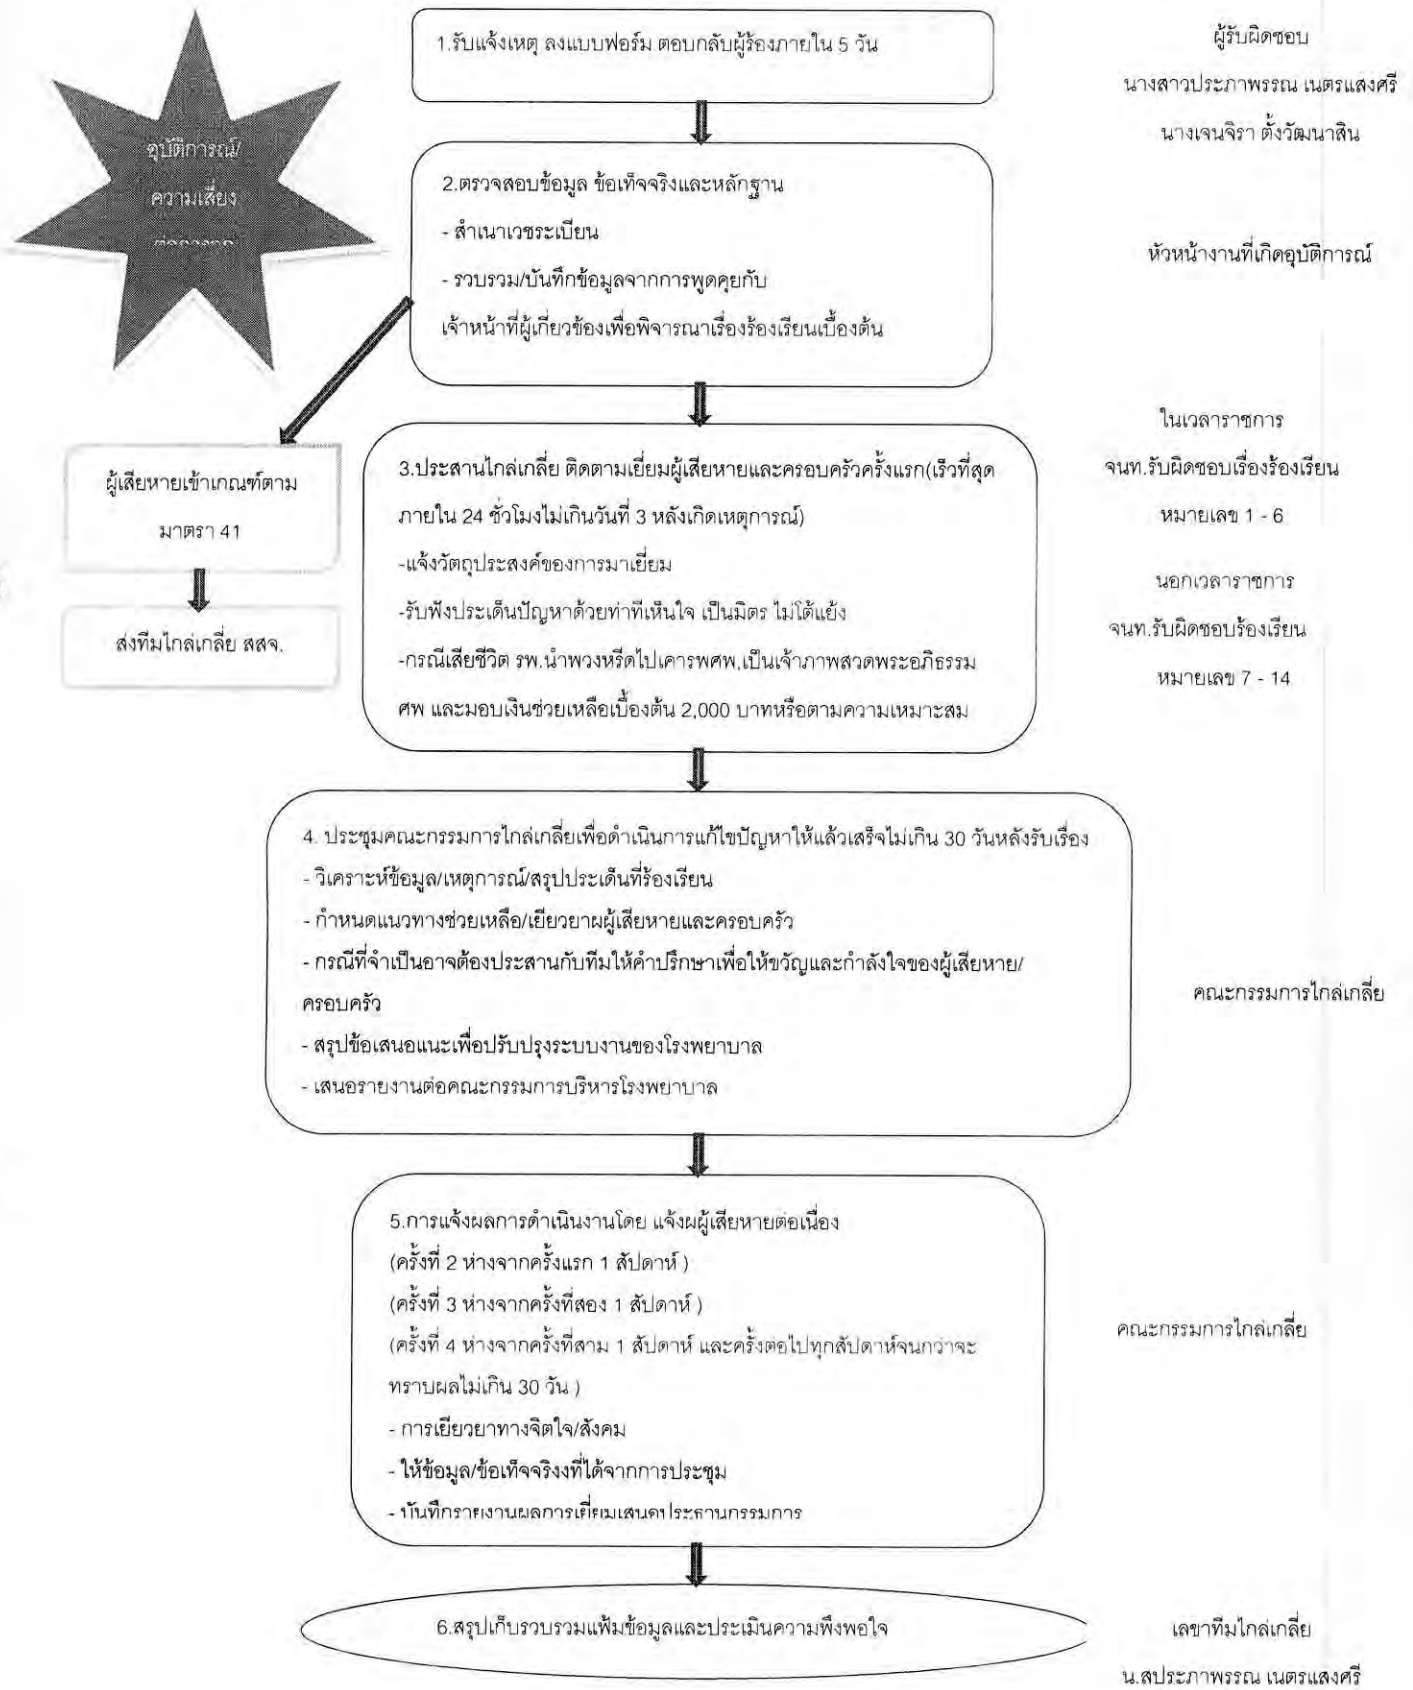 1.รับแจ้งเหตุ ลงแบบฟอร์ม ตอบกลับผู้ร้องภายใน 5 วัน
ผู้รับผิดชอบ
นางสาวประภาพรรณ เนตรแสงศรี
นางเจนจิรา ตั้งวัฒนาสิน
อุบัติการณ์/
ความเสี่ยง
2.ตรวจสอบข้อมูล ข้อเท็จจริงและหลักฐาน
- สำเนาเวชระเบียน
- รวบรวม/บันทึกข้อมูลจากการพูดคุยกับ
เจ้าหน้าที่ผู้เกี่ยวข้องเพื่อพิจารณาเรื่องร้องเรียนเบื้องต้น
หัวหน้างานที่เกิดอุบัติการณ์
ผู้เสียหายเข้าเกณฑ์ตาม
มาตรา 41
ส่งทีมไกล่เกลี่ย สสจ.
3.ประสานไกล่เกลี่ย ติดตามเยี่ยมผู้เสียหายและครอบครัวครั้งแรก(เร็วที่สุด
ภายใน 24 ชั่วโมงไม่เกินวันที่ 3 หลังเกิดเหตุการณ์)
-แจ้งวัตถุประสงค์ของการมาเยี่ยม
-รับฟังประเด็นปัญหาด้วยท่าทีเห็นใจ เป็นมิตร ไม่โต้แย้ง
-กรณีเสียชีวิต รพ.นำพวงหรีดไปเคารพศพ,เป็นเจ้าภาพสวดพระอภิธรรม
ศพ และมอบเงินช่วยเหลือเบื้องต้น 2,000 บาทหรือตามความเหมาะสม
ในเวลาราชการ
จนท.รับผิดชอบเรื่องร้องเรียน
หมายเลข 1 - 6
นอกเวลาราชการ
จนท.รับผิดชอบร้องเรียน
หมายเลข 7 - 14
4. ประชุมคณะกรรมการไกล่เกลี่ยเพื่อดำเนินการแก้ไขปัญหาให้แล้วเสร็จไม่เกิน 30 วันหลังรับเรื่อง
- วิเคราะห์ข้อมูล/เหตุการณ์/สรุปประเด็นที่ร้องเรียน
- กำหนดแนวทางช่วยเหลือ/เยียวยาผผู้เสียหายและครอบครัว
- กรณีที่จำเป็นอาจต้องประสานกับทีมให้คำปรึกษาเพื่อให้ขวัญและกำลังใจของผู้เสียหาย/
ครอบครัว
- สรุปข้อเสนอแนะเพื่อปรับปรุงระบบงานของโรงพยาบาล
- เสนอรายงานต่อคณะกรรมการบริหารโรงพยาบาล
คณะกรรมการไกล่เกลี่ย
5.การแจ้งผลการดำเนินงานโดย แจ้งผผู้เสียหายต่อเนื่อง
(ครั้งที่ 2 ห่างจากครั้งแรก 1 สัปดาห์ )
(ครั้งที่ 3 ห่างจากครั้งที่สอง 1 สัปดาห์ )
(ครั้งที่ 4 ห่างจากครั้งที่สาม 1 สัปดาห์ และครั้งต่อไปทุกสัปดาห์จนกว่าจะ
ทราบผลไม่เกิน 30 วัน )
- การเยียวยาทางจิตใจ/สังคม
- ให้ข้อมูล/ข้อเท็จจริงงที่ได้จากการประชุม
- บันทึกรายงานผลการเยี่ยมเสนอประธานกรรมการ
คณะกรรมการไกล่เกลี่ย
6.สรุปเก็บรวบรวมแฟ้มข้อมูลและประเมินความพึงพอใจ
เลขาทีมไกล่เกลี่ย
น.สประภาพรรณ เนตรแสงศรี